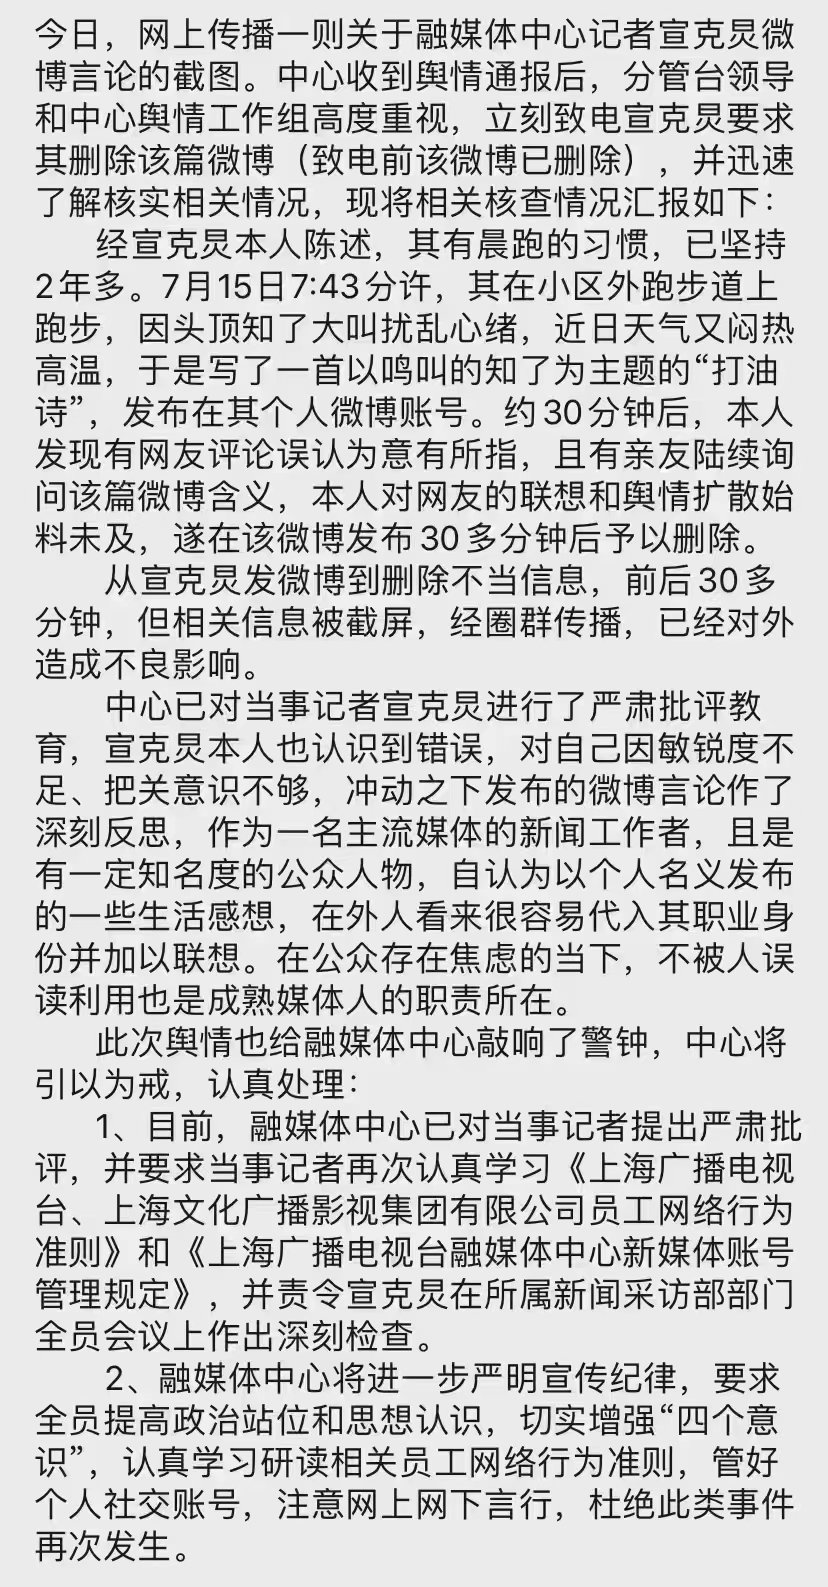 今日，网上传播一则关于融媒体中心记者宣克炅微
博言论的截图。中心收到舆情通报后，分管台领导
和中心舆情工作组高度重视，立刻致电宣克炅要求
其删除该篇微博（致电前该微博已删除），并迅速
了解核实相关情况，现将相关核查情况汇报如下：
经宣克炅本人陈述，其有晨跑的习惯，已坚持
2年多。7月15日7:43分许，其在小区外跑步道上
跑步，因头顶知了大叫扰乱心绪，近日天气又闷热
高温，于是写了一首以鸣叫的知了为主题的“打油
诗”，发布在其个人微博账号。约30分钟后，本人
发现有网友评论误认为意有所指，且有亲友陆续询
问该篇微博含义，本人对网友的联想和舆情扩散始
料未及，遂在该微博发布30多分钟后予以删除。
从宣克炅发微博到删除不当信息，前后30多
分钟，但相关信息被截屏，经圈群传播，已经对外
造成不良影响。
中心已对当事记者宣克炅进行了严肃批评教
育，宣克炅本人也认识到错误，对自己因敏锐度不
足、把关意识不够，冲动之下发布的微博言论作了
深刻反思，作为一名主流媒体的新闻工作者，且是
有一定知名度的公众人物，自认为以个人名义发布
的一些生活感想，在外人看来很容易代入其职业身
份并加以联想。在公众存在焦虑的当下，不被人误
读利用也是成熟媒体人的职责所在。
此次舆情也给融媒体中心敲响了警钟，中心将
引以为戒，认真处理：
1、目前，融媒体中心已对当事记者提出严肃批
评，并要求当事记者再次认真学习《上海广播电视
台、上海文化广播影视集团有限公司员工网络行为
准则》和《上海广播电视台融媒体中心新媒体账号
管理规定》，并责令宣克炅在所属新闻采访部部门
全员会议上作出深刻检查。
2、融媒体中心将进一步严明宣传纪律，要求
全员提高政治站位和思想认识，切实增强“四个意
识”，认真学习研读相关员工网络行为准则，管好
个人社交账号，注意网上网下言行，杜绝此类事件
再次发生。